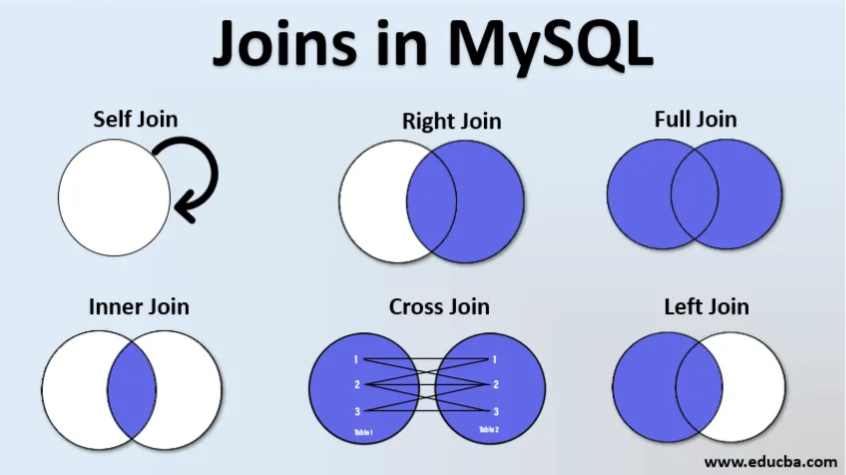 Joins in MySQL
Self Join
Right Join
Full Join
Inner Join
Cross Join
Left Join
1 1
2 2
3 3
Table 1 Table 2
www.educba.com